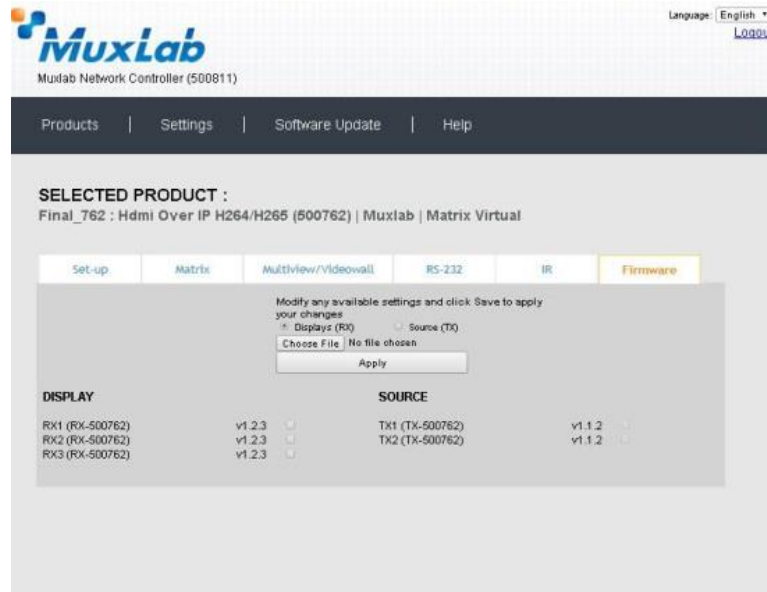 Language: English
Logou
MuxLab
Muxlab Network Controller (500811)
Products | Settings | Software Update | Help
SELECTED PRODUCT :
Final_762 : Hdmi Over IP H264/H265 (500762) | Muxlab | Matrix Virtual
Set-up Matrix Multiview/Videowall RS-232 IR Firmware
Modify any available settings and click Save to apply
your changes
Displays (RX) Source (TX)
Choose File No file chosen
Apply
DISPLAY SOURCE
RX1 (RX-500762) v1.2.3 TX1 (TX-500762) v1.1.2
RX2 (RX-500762) v1.2.3 TX2 (TX-500762) v1.1.2
RX3 (RX-500762) v1.2.3